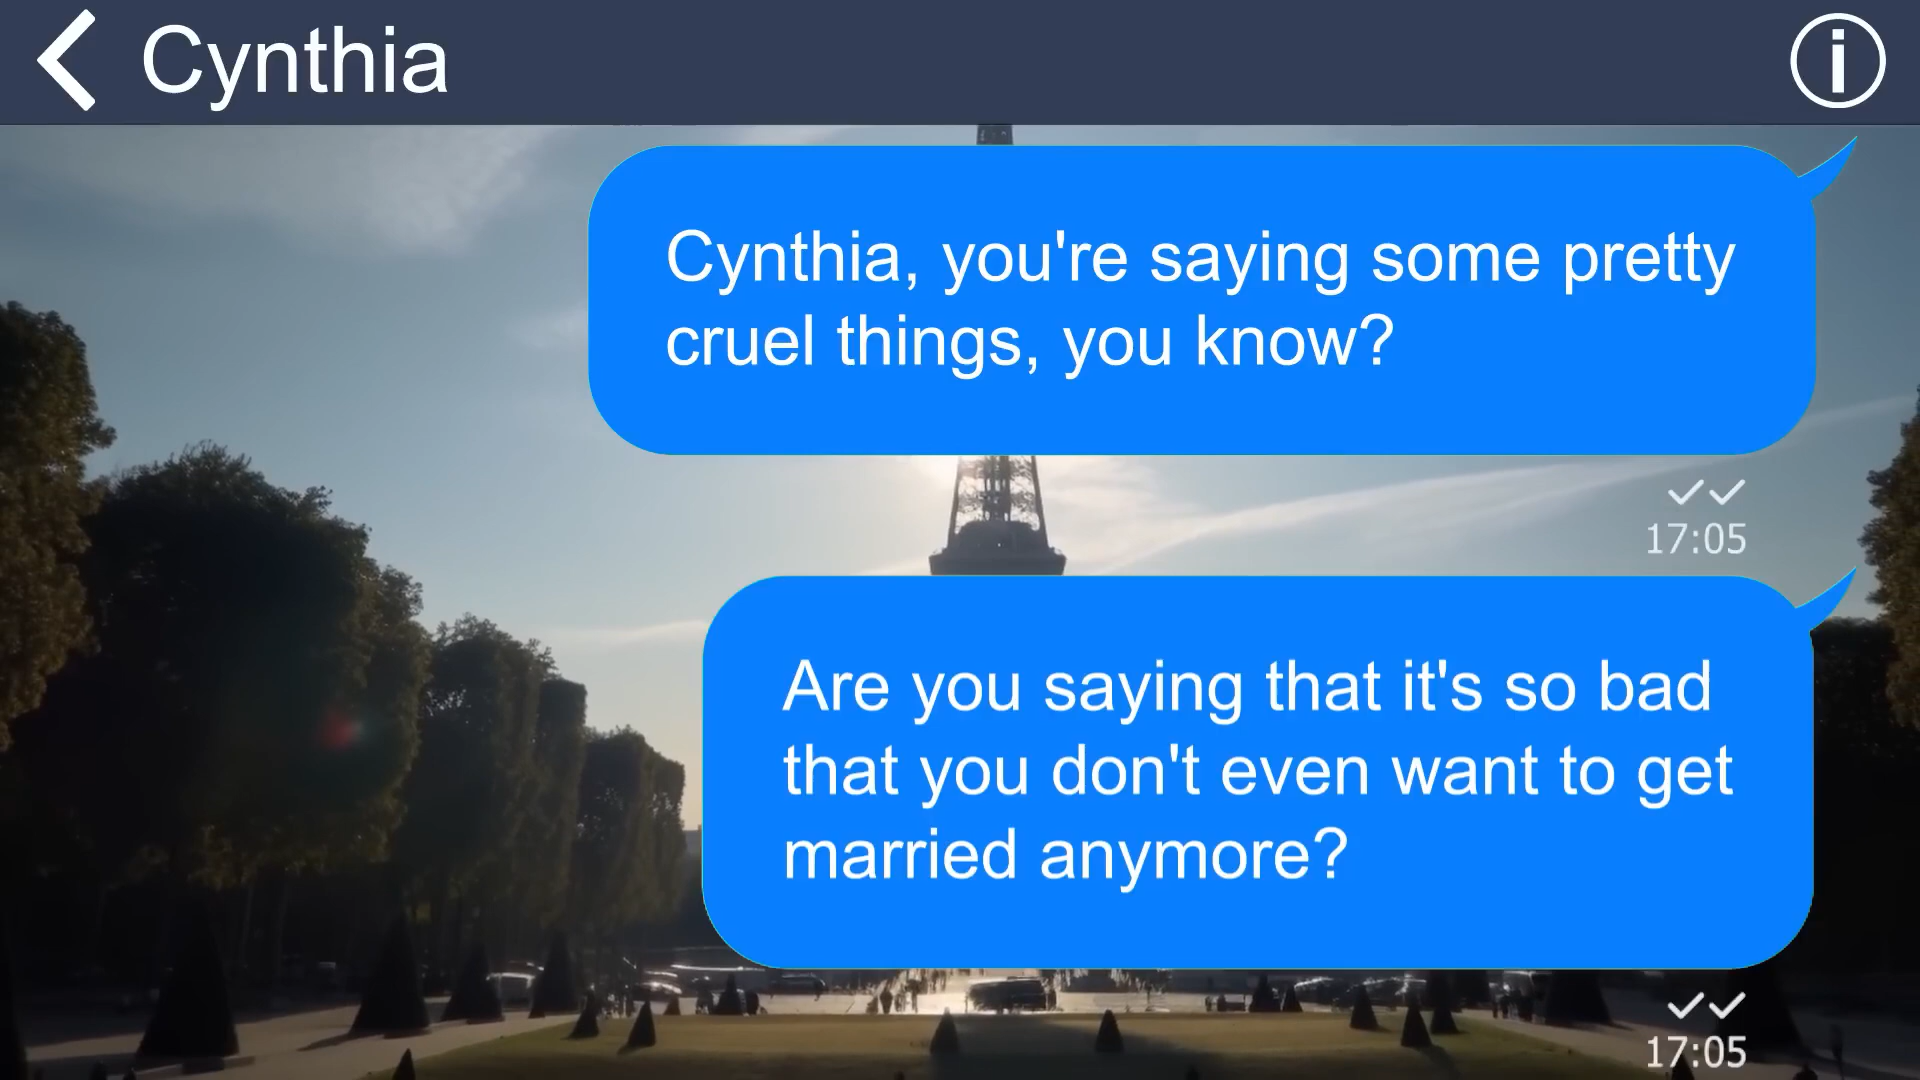 Cynthia
Cynthia, you're saying some pretty
cruel things, you know?
17:05
Are you saying that it's so bad
that you don't even want to get
married anymore?
17:05